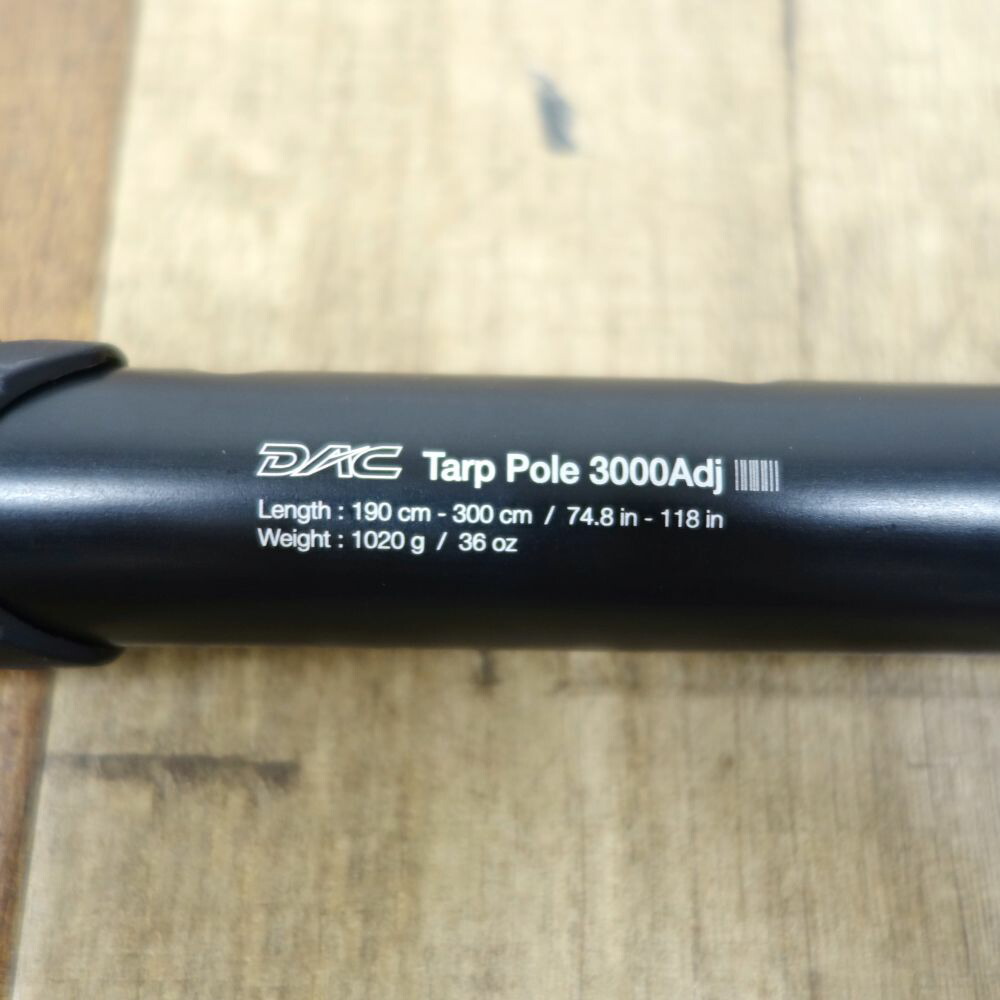 DAC Tarp Pole 3000Adj
Length : 190 cm - 300 cm / 74.8 in - 118 in
Weight : 1020 g / 36 oz